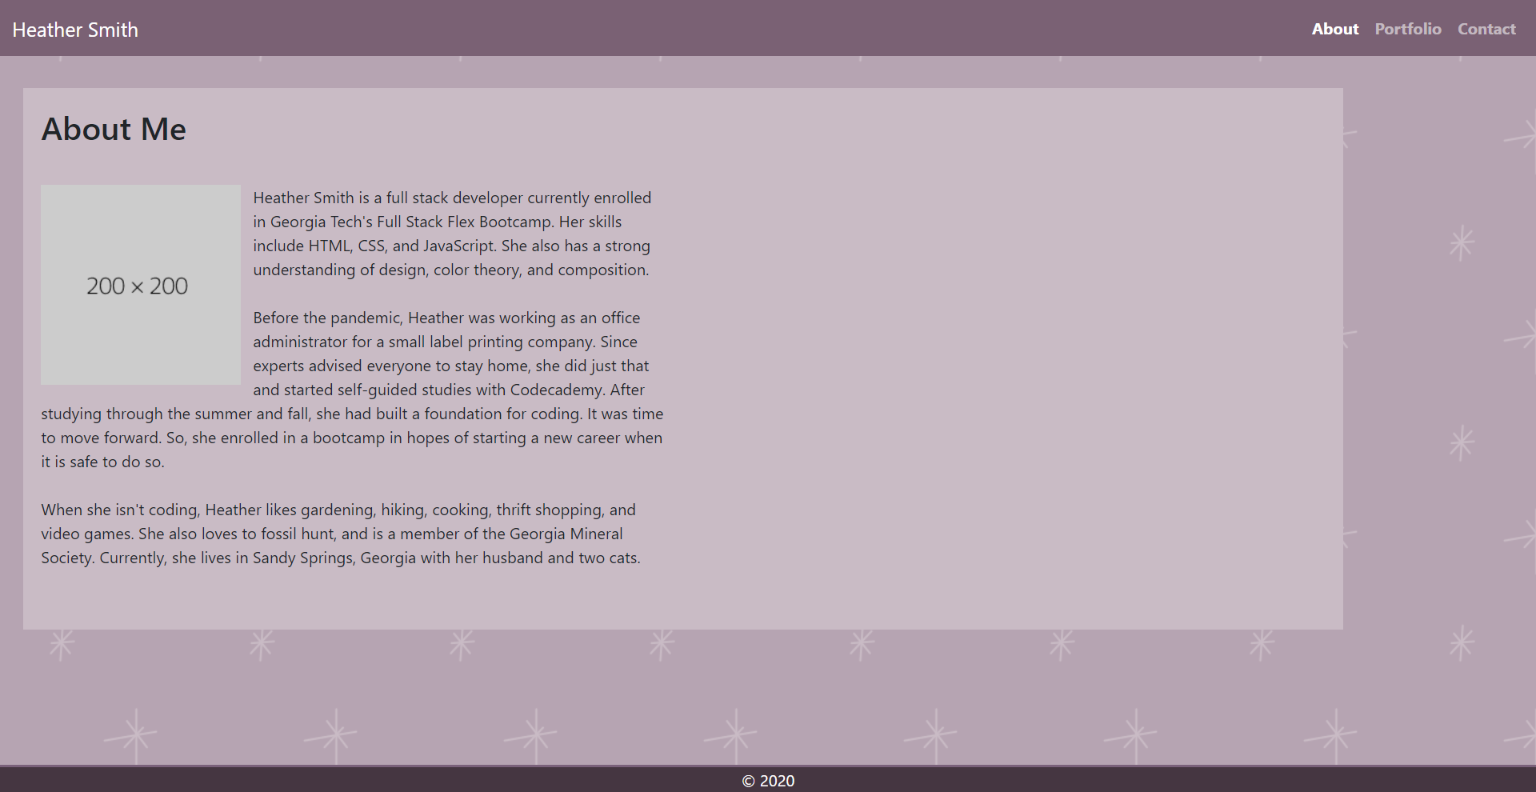 Heather Smith
About Portfolio Contact
About Me
200 × 200
Heather Smith is a full stack developer currently enrolled
in Georgia Tech's Full Stack Flex Bootcamp. Her skills
include HTML, CSS, and JavaScript. She also has a strong
understanding of design, color theory, and composition.
Before the pandemic, Heather was working as an office
administrator for a small label printing company. Since
experts advised everyone to stay home, she did just that
and started self-guided studies with Codecademy. After
studying through the summer and fall, she had built a foundation for coding. It was time
to move forward. So, she enrolled in a bootcamp in hopes of starting a new career when
it is safe to do so.
When she isn't coding, Heather likes gardening, hiking, cooking, thrift shopping, and
video games. She also loves to fossil hunt, and is a member of the Georgia Mineral
Society. Currently, she lives in Sandy Springs, Georgia with her husband and two cats.
© 2020